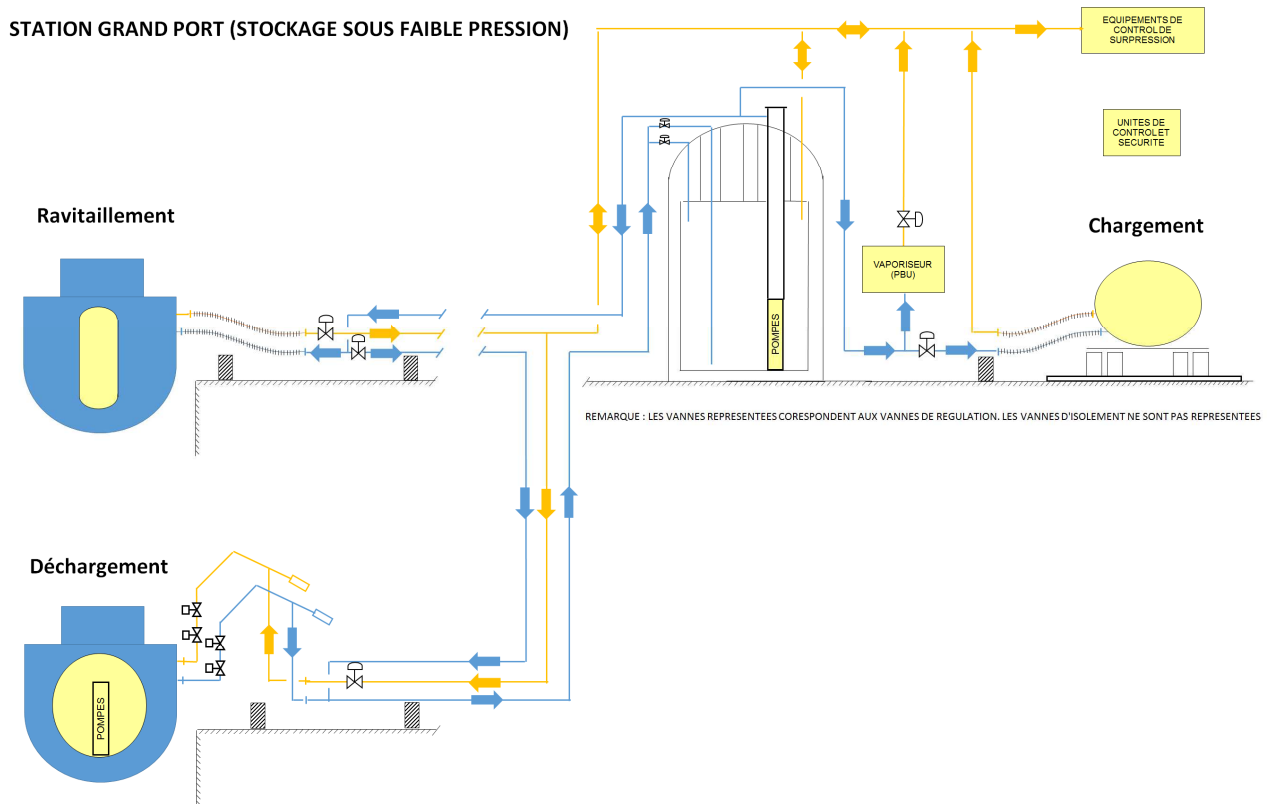 STATION GRAND PORT (STOCKAGE SOUS FAIBLE PRESSION)
EQUIPEMENTS DE
CONTROL DE
SURPRESSION
UNITES DE
CONTROL ET
SECURITE
Ravitaillement
Chargement
VAPORISEUR
(PBU)
POMPES
REMARQUE : LES VANNES REPRESENTEES CORESPONDENT AUX VANNES DE REGULATION. LES VANNES D'ISOLEMENT NE SONT PAS REPRESENTEES
Déchargement
POMPES